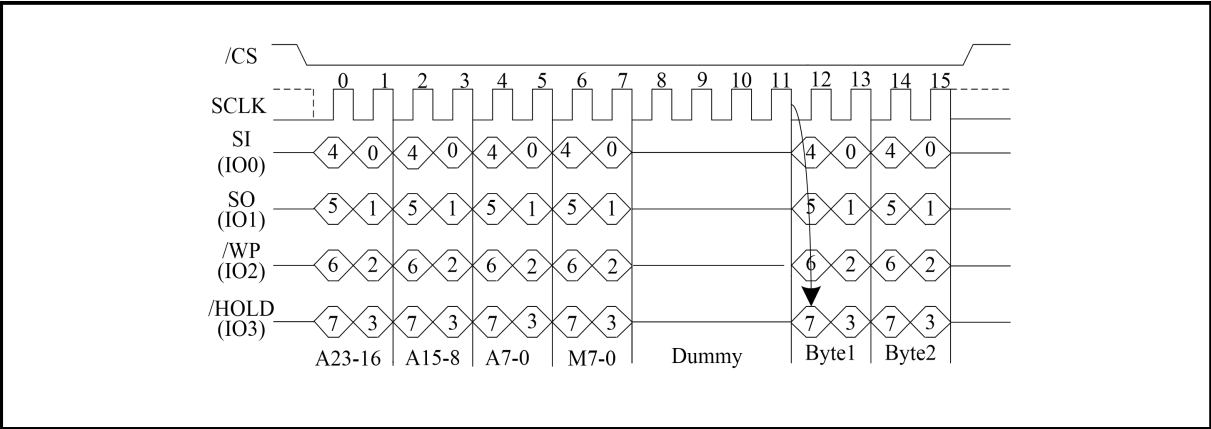 /CS
0 1 2 3 4 5 6 7 8 9 10 11 12 13 14 15
SCLK
SI
(IO0)
4 0 4 0 4 0 4 0 4 0 4 0
SO
(IO1)
5 1 5 1 5 1 5 1 5 1 5 1
/WP
(IO2)
6 2 6 2 6 2 6 2 6 2 6 2
/HOLD
(IO3)
7 3 7 3 7 3 7 3 7 3 7 3
A23-16 A15-8 A7-0 M7-0 Dummy Byte1 Byte2